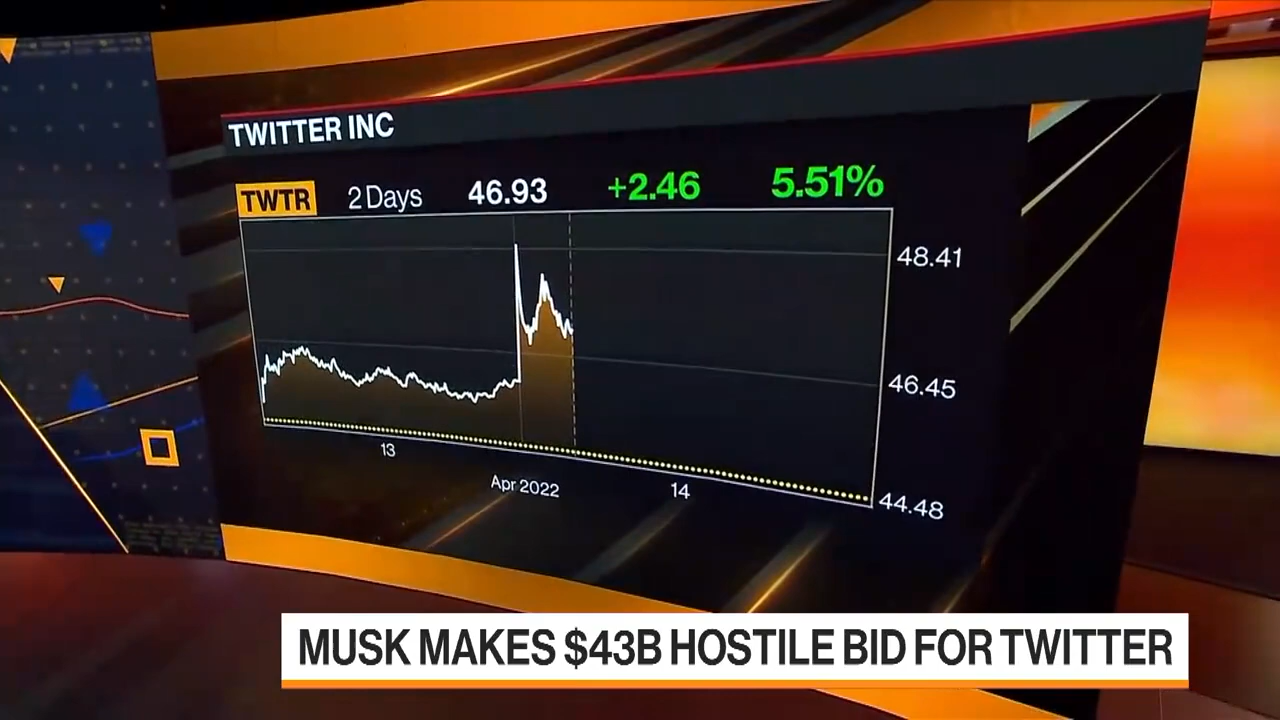 TWITTER INC
TWTR 2 Days 46.93 +2.46 5.51%
48.41
46.45
44.48
13 14
Apr 2022
MUSK MAKES $43B HOSTILE BID FOR TWITTER